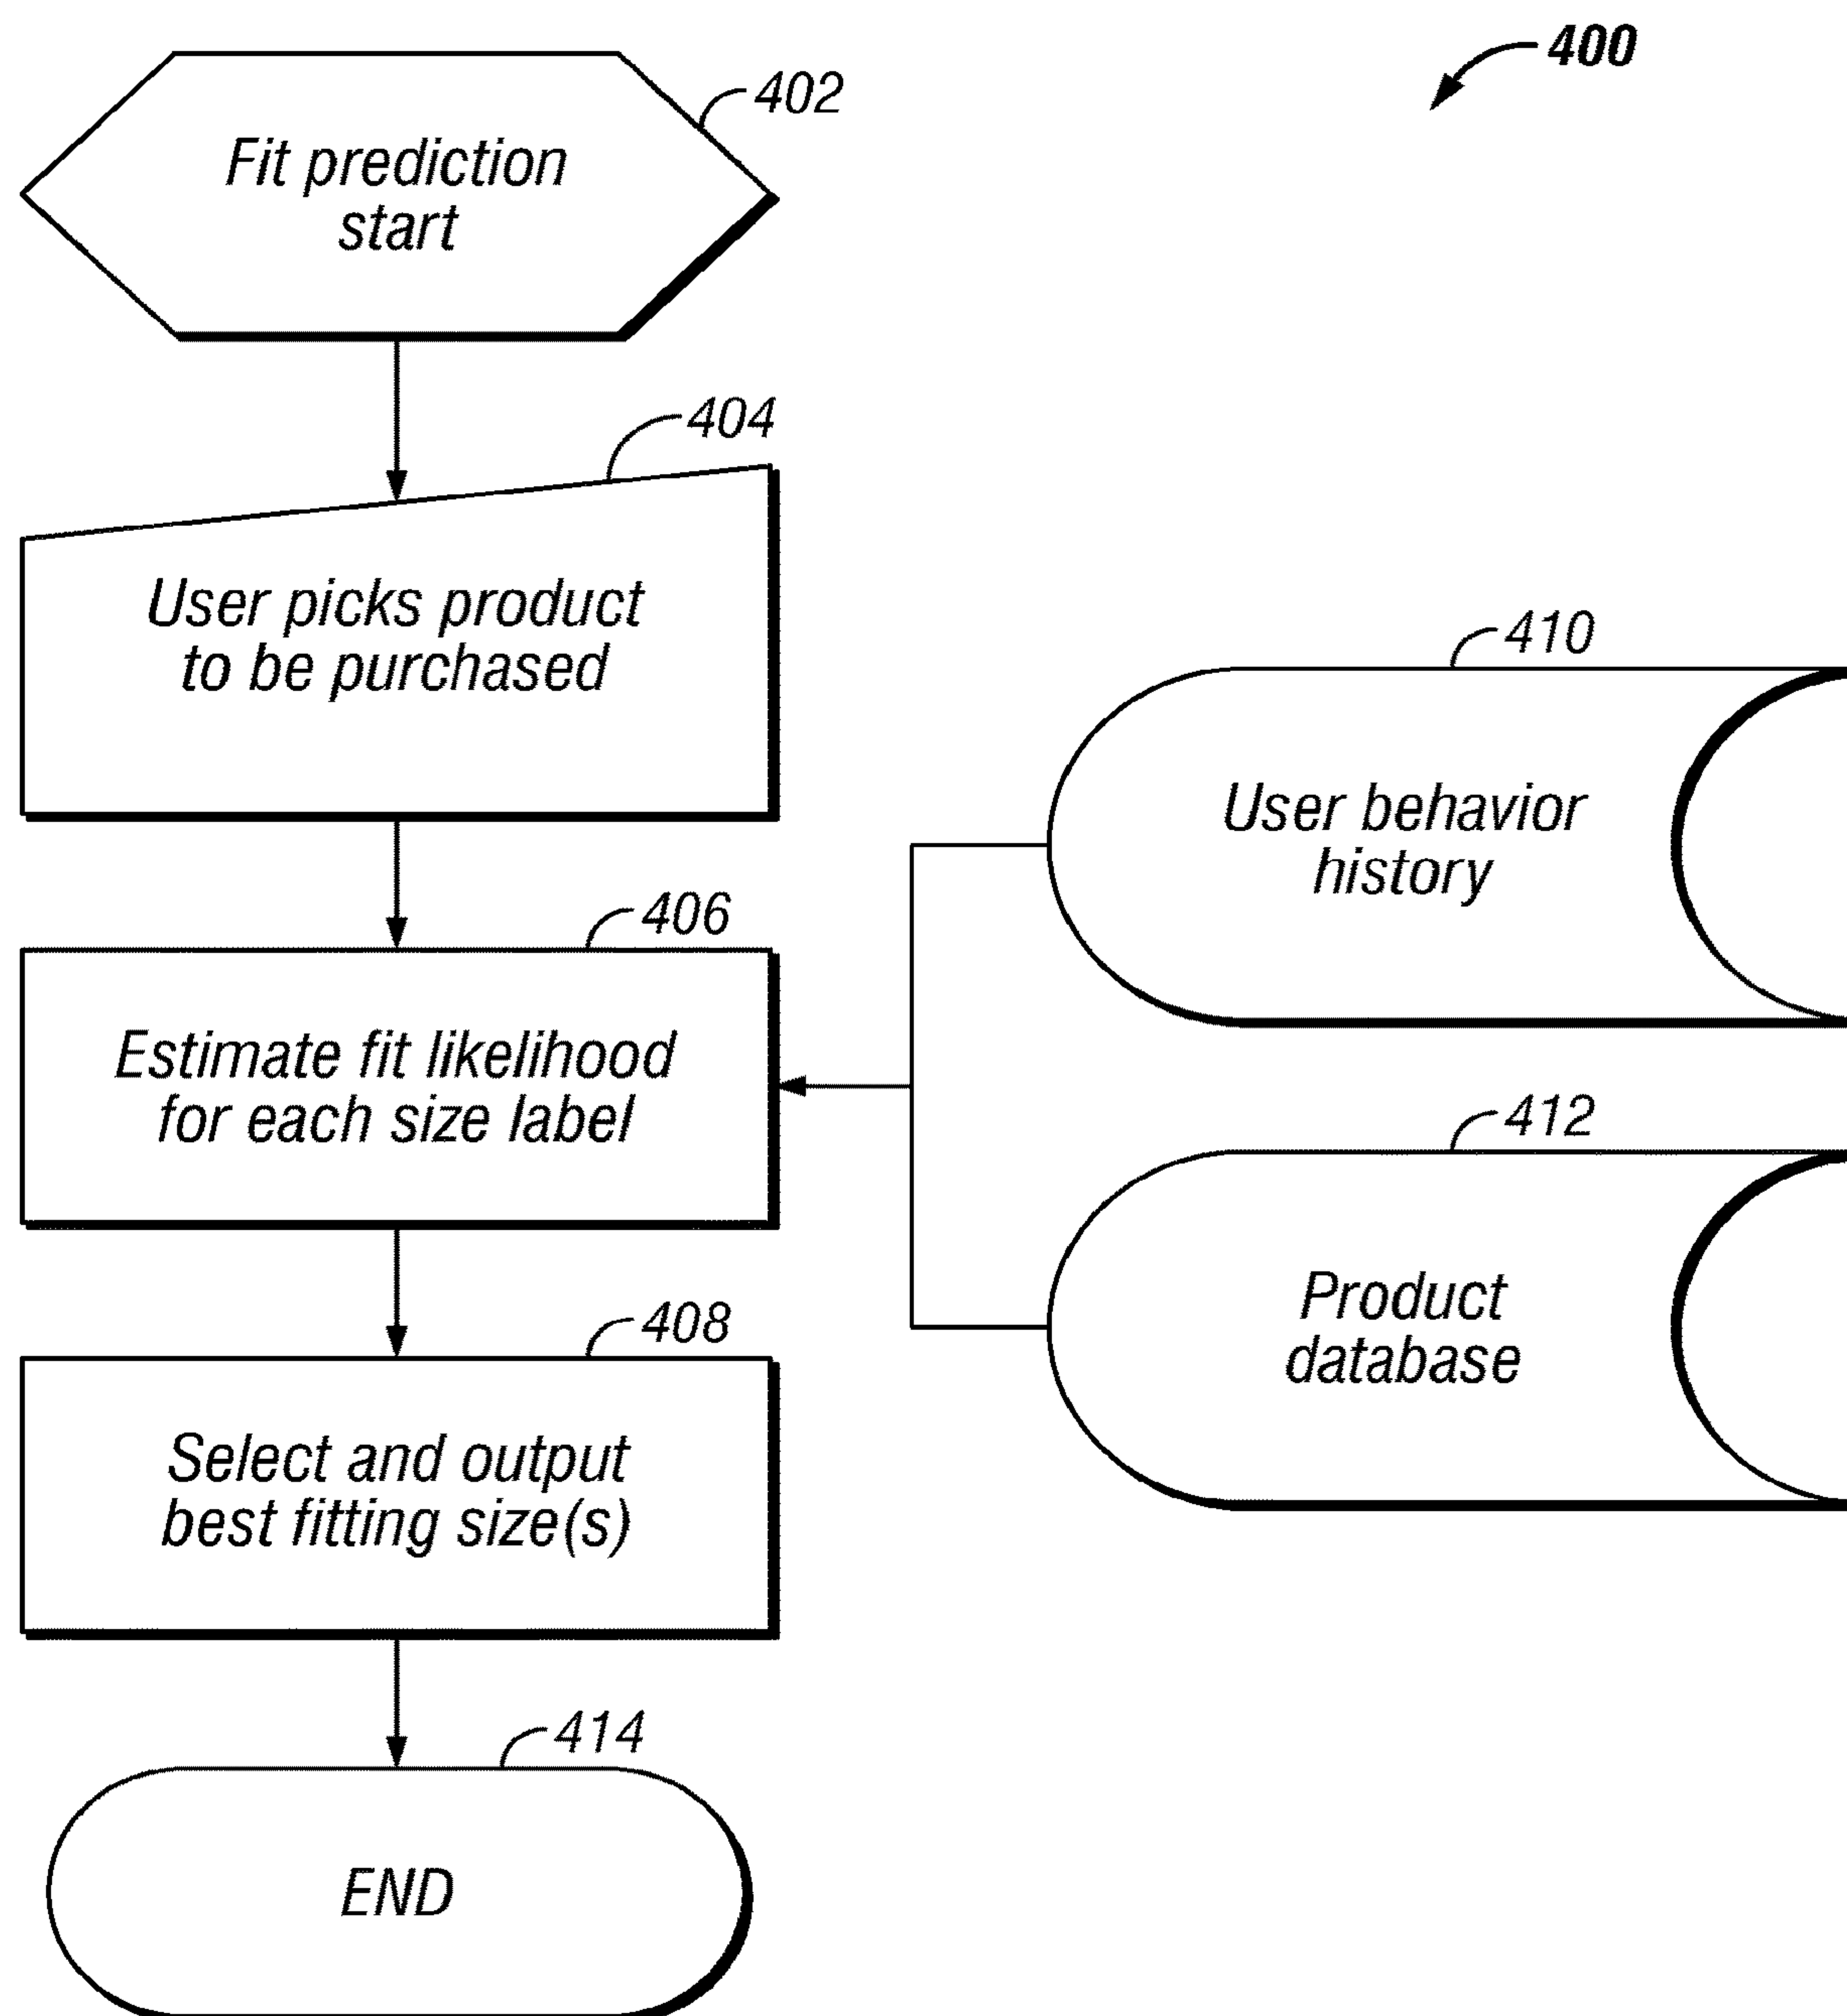 400
402
Fit prediction
start
404
User picks product
to be purchased
406
Estimate fit likelihood
for each size label
408
Select and output
best fitting size(s)
410
User behavior
history
412
Product
database
414
END